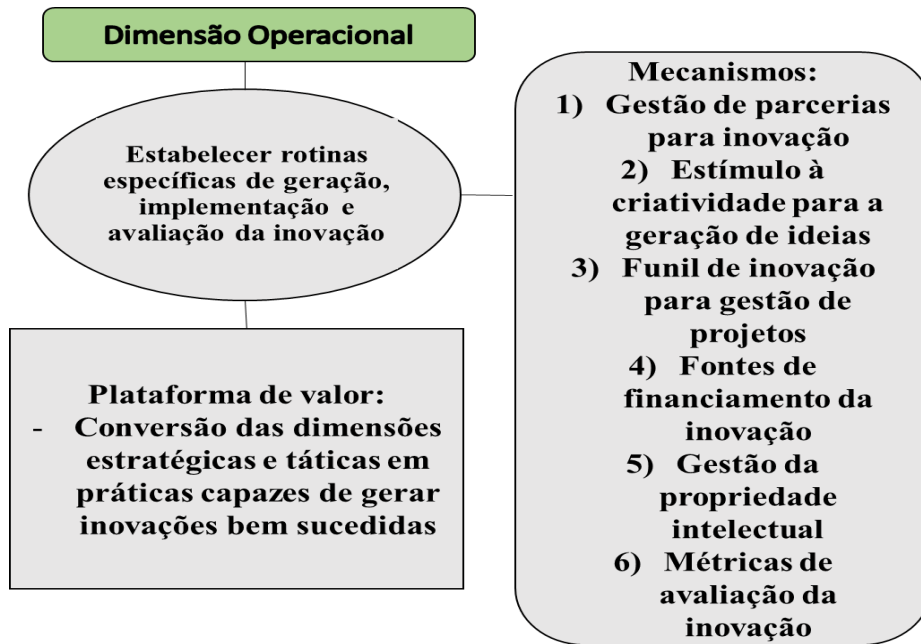 Dimensão Operacional
Estabelecer rotinas
específicas de geração,
implementação e
avaliação da inovação
Plataforma de valor:
- Conversão das dimensões
estratégicas e táticas em
práticas capazes de gerar
inovações bem sucedidas
Mecanismos:
1) Gestão de parcerias
para inovação
2) Estímulo à
criatividade para a
geração de ideias
3) Funil de inovação
para gestão de
projetos
4) Fontes de
financiamento da
inovação
5) Gestão da
propriedade
intelectual
6) Métricas de
avaliação da
inovação